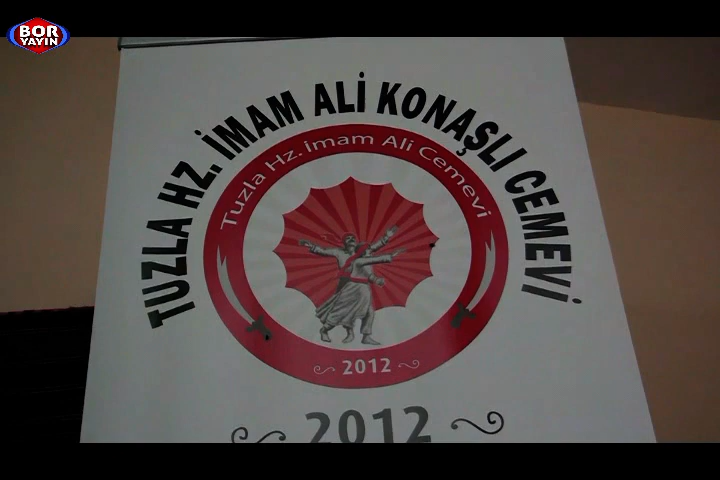 BOR
YAYIN
TUZLA HZ. İMAM ALİ KONAŞLI CEMEVİ
Tuzla Hz. İmam Ali Cemevi
2012
2012